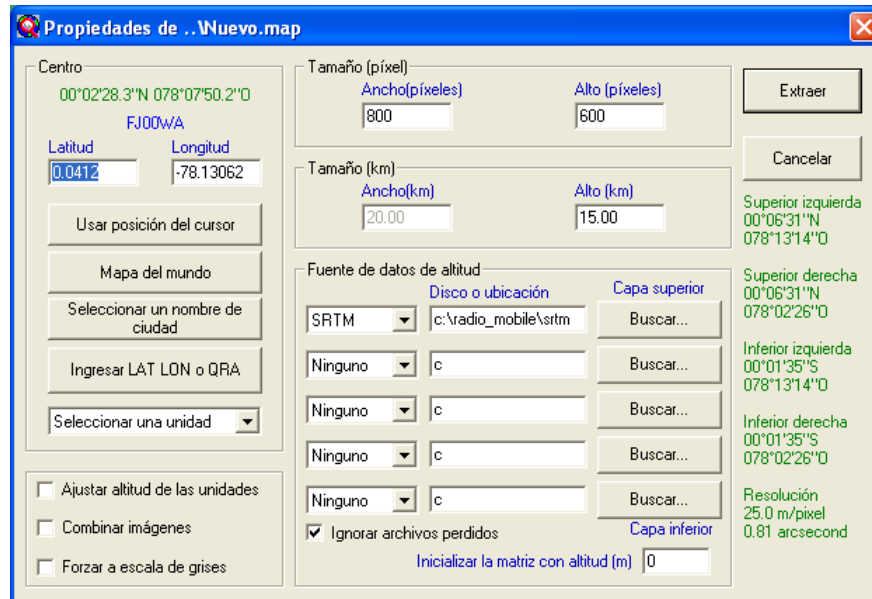 Propiedades de ..\Nuevo.map
Centro
00°02'28.3''N 078°07'50.2''O
FJ00WA
Latitud
Longitud
0.0412
-78.13062
Usar posición del cursor
Mapa del mundo
Seleccionar un nombre de
ciudad
Ingresar LAT LON o QRA
Seleccionar una unidad
Ajustar altitud de las unidades
Combinar imágenes
Forzar a escala de grises
Tamaño (píxel)
Ancho(píxeles)
Alto (píxeles)
800
600
Tamaño (km)
Ancho(km)
Alto (km)
20.00
15.00
Fuente de datos de altitud
Disco o ubicación
Capa superior
SRTM
c:\radio_mobile\srtm
Buscar...
Ninguno
c
Buscar...
Ninguno
c
Buscar...
Ninguno
c
Buscar...
Ninguno
c
Buscar...
Ignorar archivos perdidos
Capa inferior
Inicializar la matriz con altitud (m)
0
Extraer
Cancelar
Superior izquierda
00°06'31''N
078°13'14''O
Superior derecha
00°06'31''N
078°02'26''O
Inferior izquierda
00°01'35''S
078°13'14''O
Inferior derecha
00°01'35''S
078°02'26''O
Resolución
25.0 m/pixel
0.81 arcsecond